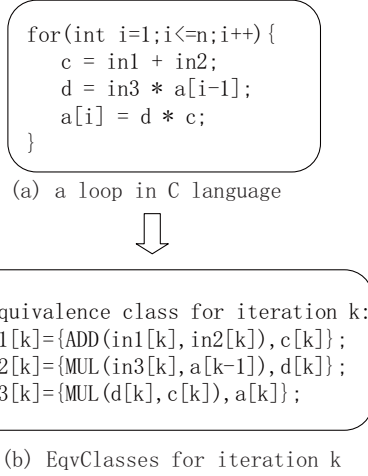 for(int i=1;i<=n;i++){
c = in1 + in2;
d = in3 * a[i-1];
a[i] = d * c;
}
(a) a loop in C language
quivalence class for iteration k:
1[k]={ADD(in1[k],in2[k]),c[k]};
2[k]={MUL(in3[k],a[k-1]),d[k]};
3[k]={MUL(d[k],c[k]),a[k]};
(b) EqvClasses for iteration k